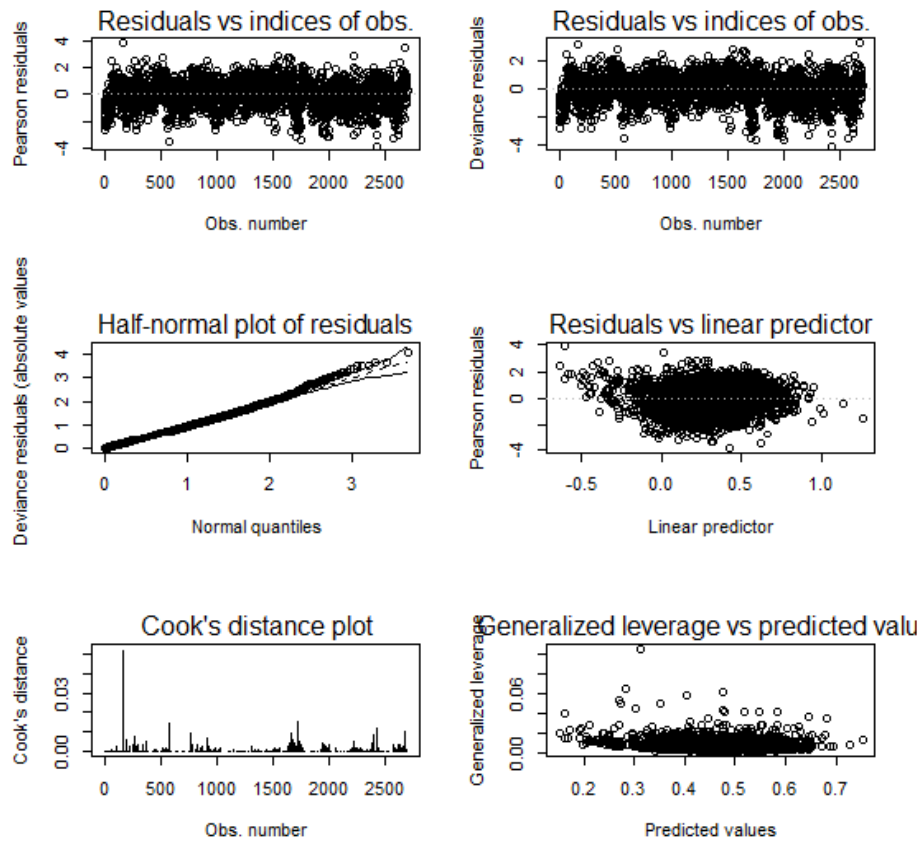 Residuals vs indices of obs.
Pearson residuals
4
2
0
-4
0 500 1000 1500 2000 2500
Obs. number
Residuals vs indices of obs.
Deviance residuals
2
0
-4
0 500 1000 1500 2000 2500
Obs. number
Half-normal plot of residuals
Deviance residuals (absolute values
4
3
2
1
0
0 1 2 3
Normal quantiles
Residuals vs linear predictor
Pearson residuals
4
2
0
-4
-0.5 0.0 0.5 1.0
Linear predictor
Cook's distance plot
Cook's distance
0.03
0.00
0 500 1000 1500 2000 2500
Obs. number
Generalized leverage vs predicted valu
Generalized leverage
0.06
0.00
0.2 0.3 0.4 0.5 0.6 0.7
Predicted values